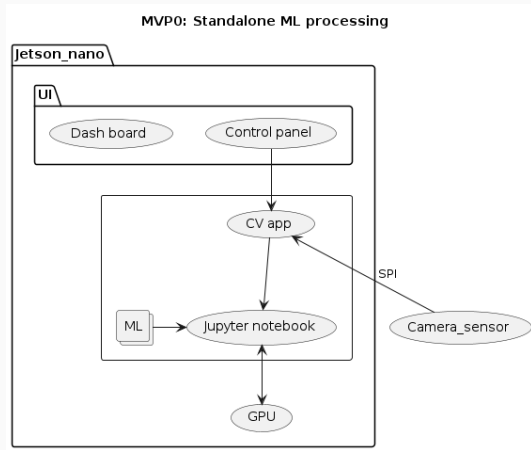 MVP0: Standalone ML processing
Jetson_nano
UI
Dash board
Control panel
CV app
SPI
ML
Jupyter notebook
Camera_sensor
GPU